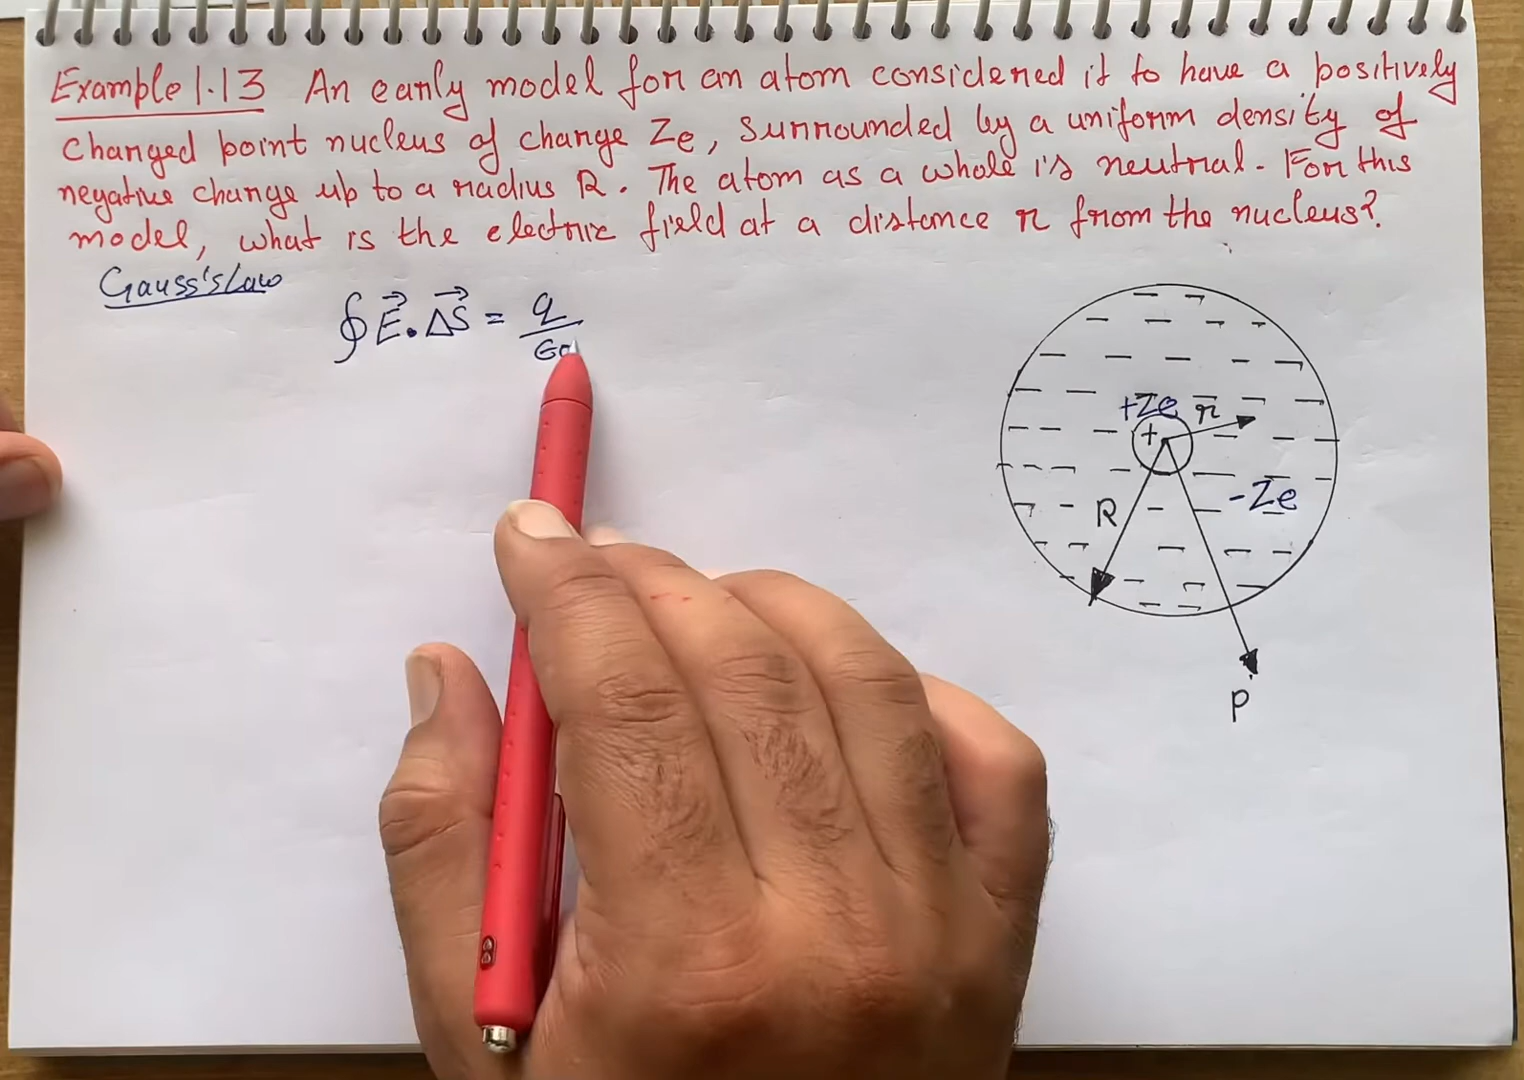 Example 1.13 An early model for an atom considered it to have a positively
charged point nucleus of charge Ze, surrounded by a uniform density of
negative charge up to a radius R. The atom as a whole is neutral. For this
model, what is the electric field at a distance r from the nucleus?
Gauss's Law
∮ E⃗ . ΔS⃗ = q
ϵ0
+Ze r
+
-Ze
R
P